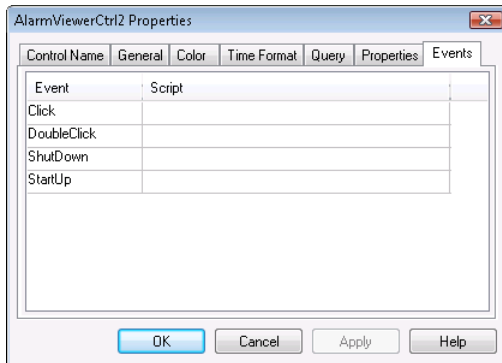 AlarmViewerCtrl2 Properties
Control Name General Color Time Format Query Properties Events
Event Script
Click
DoubleClick
ShutDown
StartUp
OK Cancel Apply Help